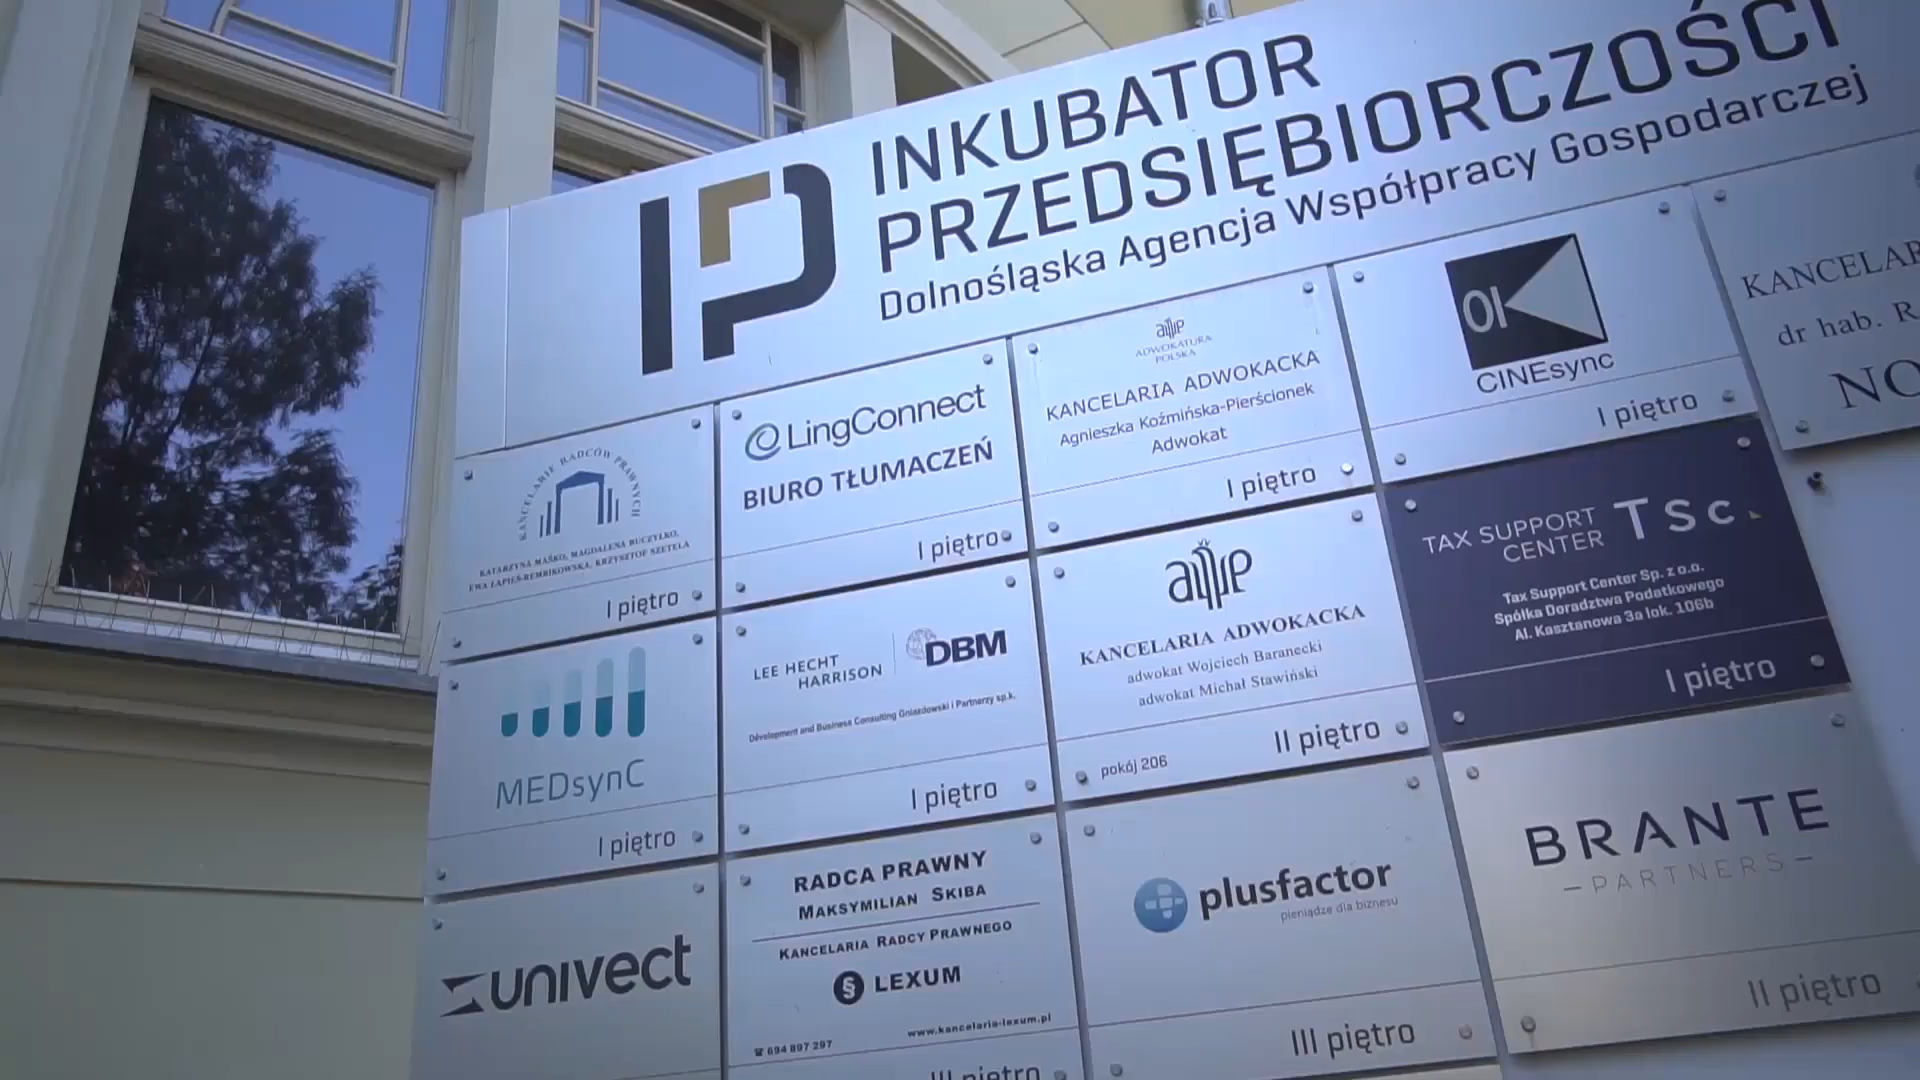 INKUBATOR
PRZEDSIĘBIORCZOŚCI
Dolnośląska Agencja Współpracy Gospodarczej
KANCELARIE RADCÓW PRAWNYCH
KATARZYNA MAŚKO, MAGDALENA BUCZYŁKO,
EWA ŁAPIEŚ-REMBIKOWSKA, KRZYSZTOF SZETELA
I piętro
LingConnect
BIURO TŁUMACZEŃ
I piętro
ADWOKATURA
POLSKA
KANCELARIA ADWOKACKA
Agnieszka Koźmińska-Pierścionek
Adwokat
I piętro
CINEsync
I piętro
dr hab. R.
MEDsynC
I piętro
LEE HECHT
HARRISON
DBM
Development and Business Consulting Gniazdowski i Partnerzy sp.k.
I piętro
KANCELARIA ADWOKACKA
adwokat Wojciech Baranecki
adwokat Michał Stawiński
pokój 206
II piętro
TAX SUPPORT
CENTER
TSC
Tax Support Center Sp. z o.o.
Spółka Doradztwa Podatkowego
Al. Kasztanowa 3a lok. 106b
I piętro
univect
RADCA PRAWNY
MAKSYMILIAN SKIBA
KANCELARIA RADCY PRAWNEGO
§ LEXUM
www.kancelaria-lexum.pl
☎ 694 897 297
III piętro
plusfactor
pieniądze dla biznesu
III piętro
BRANTE
– PARTNERS –
II piętro